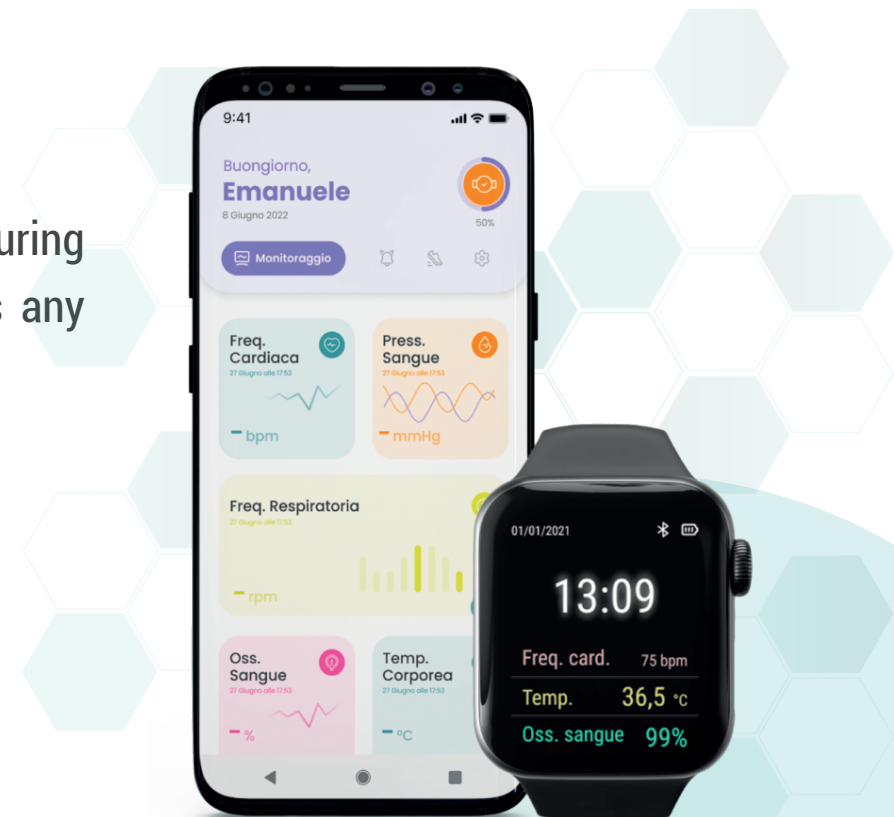 uring
s any
9:41
Buongiorno,
Emanuele
8 Giugno 2022
50%
Monitoraggio
Freq.
Cardiaca
27 Giugno alle 17:53
- bpm
Press.
Sangue
27 Giugno alle 17:53
- mmHg
Freq. Respiratoria
27 Giugno alle 17:53
- rpm
Oss.
Sangue
27 Giugno alle 17:53
- %
Temp.
Corporea
27 Giugno alle 17:53
- °C
01/01/2021
13:09
Freq. card. 75 bpm
Temp. 36,5 °C
Oss. sangue 99%